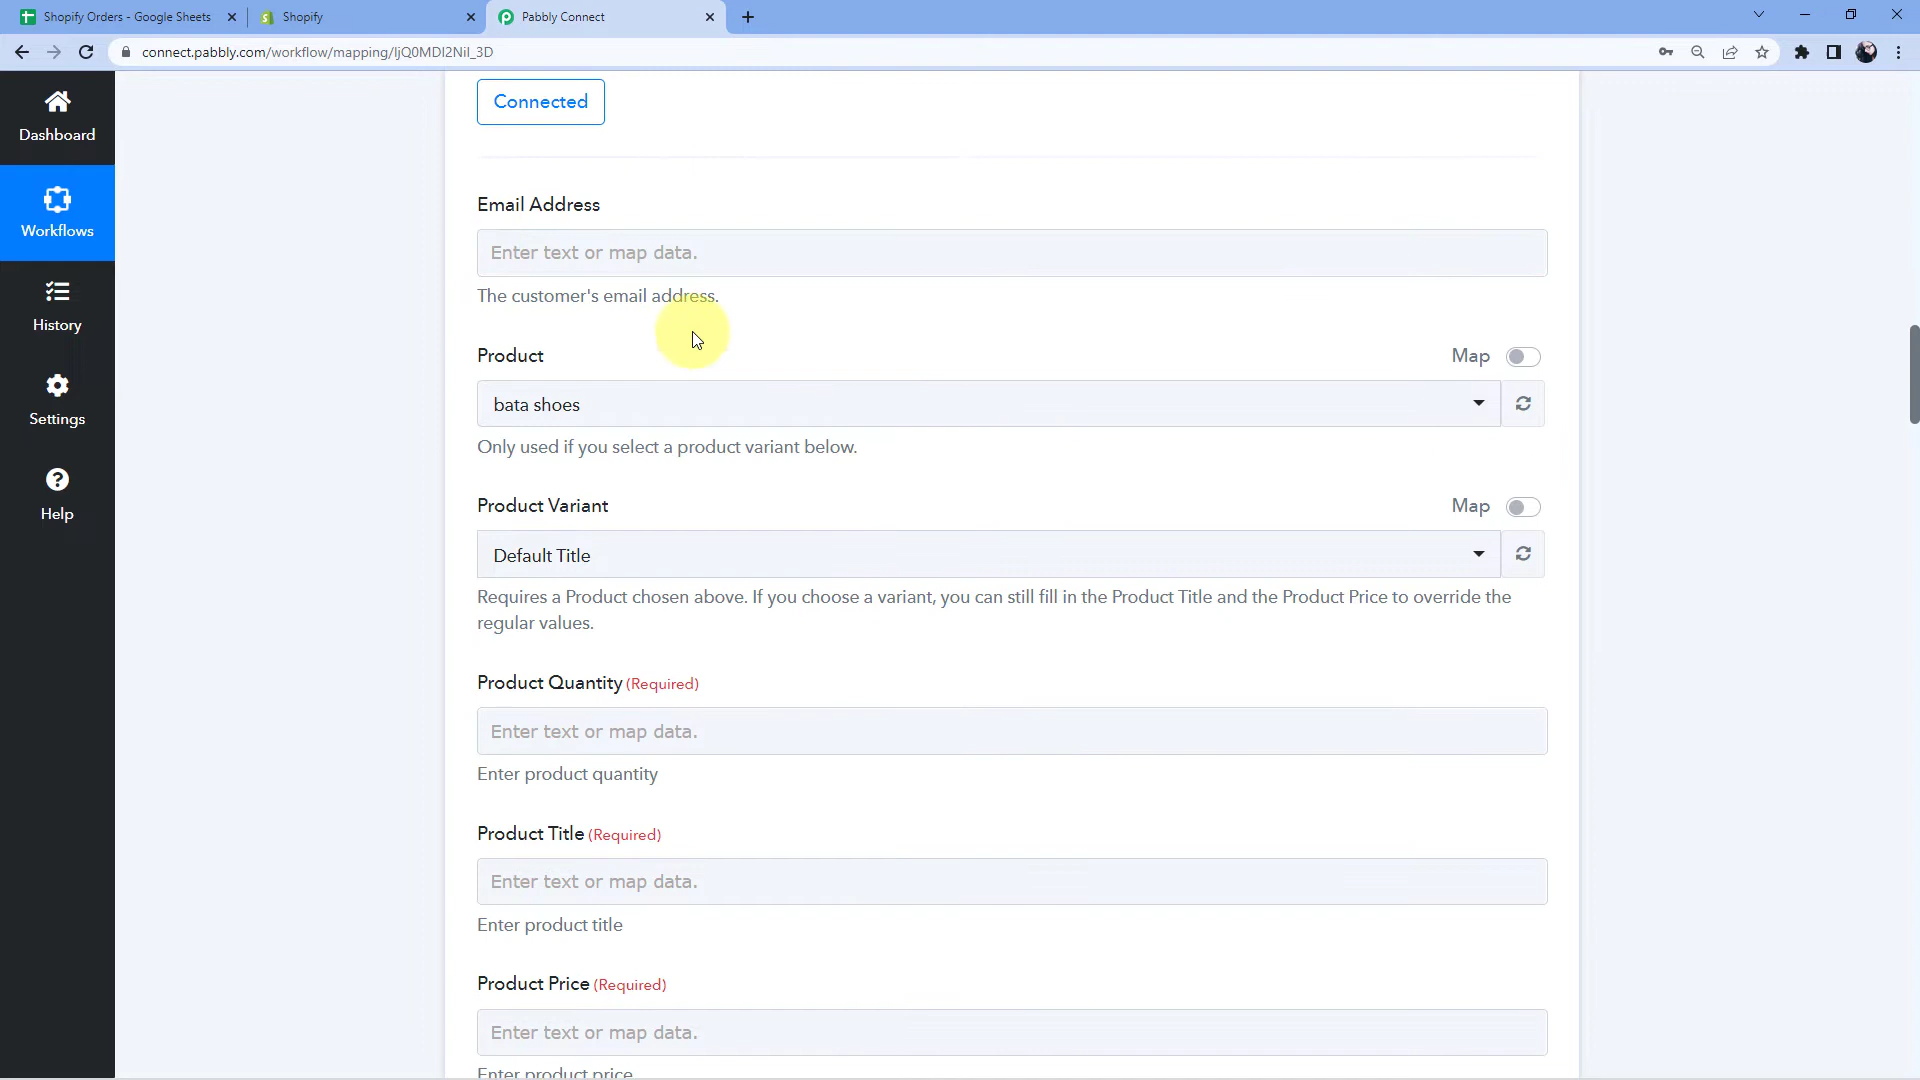 Shopify Orders - Google Sheets
Shopify
Pabbly Connect
connect.pabbly.com/workflow/mapping/IjQ0MDI2NiI_3D
Dashboard
Workflows
History
Settings
Help
Connected
Email Address
Enter text or map data.
The customer's email address.
Product
Map
bata shoes
Only used if you select a product variant below.
Product Variant
Map
Default Title
Requires a Product chosen above. If you choose a variant, you can still fill in the Product Title and the Product Price to override the
regular values.
Product Quantity (Required)
Enter text or map data.
Enter product quantity
Product Title (Required)
Enter text or map data.
Enter product title
Product Price (Required)
Enter text or map data.
Enter product price